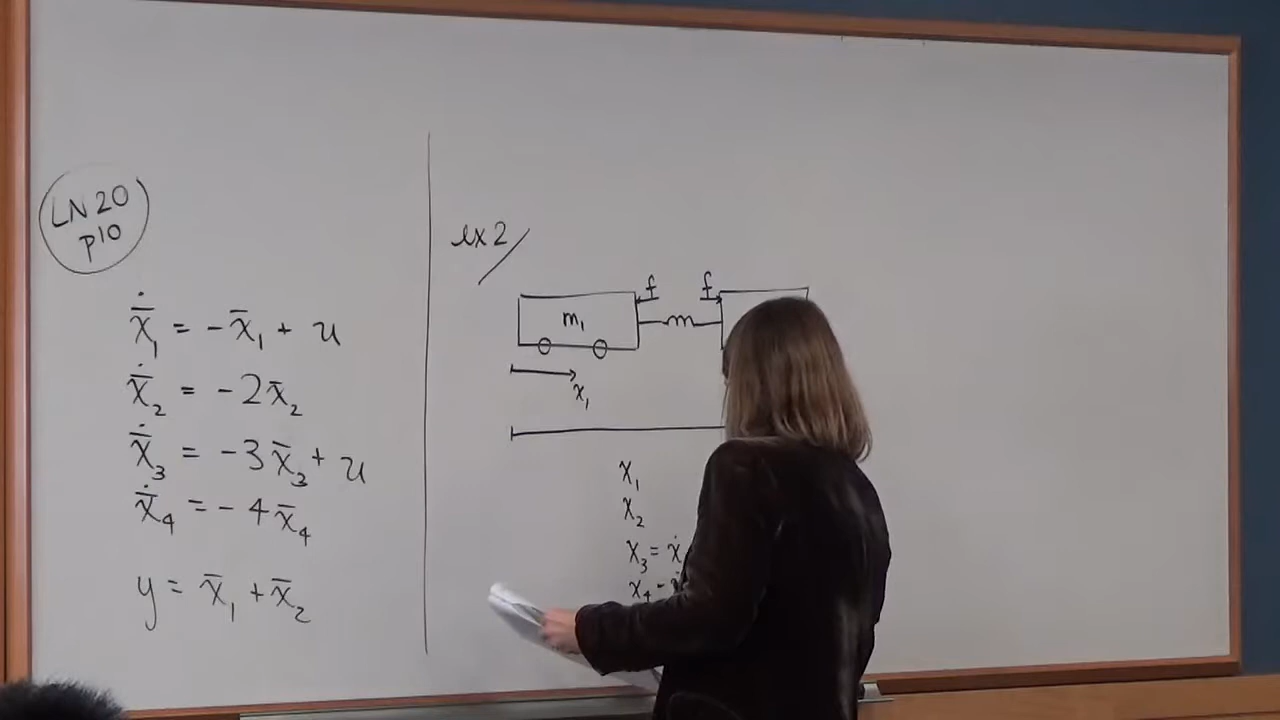 LN 20
p10
ẋ̄₁ = -x̄₁ + u
ẋ̄₂ = -2x̄₂
ẋ̄₃ = -3x̄₃ + u
ẋ̄₄ = -4x̄₄
y = x̄₁ + x̄₂
ex 2/
f f
m₁
x₁
x₁
x₂
x₃ = ẋ
x₄ =